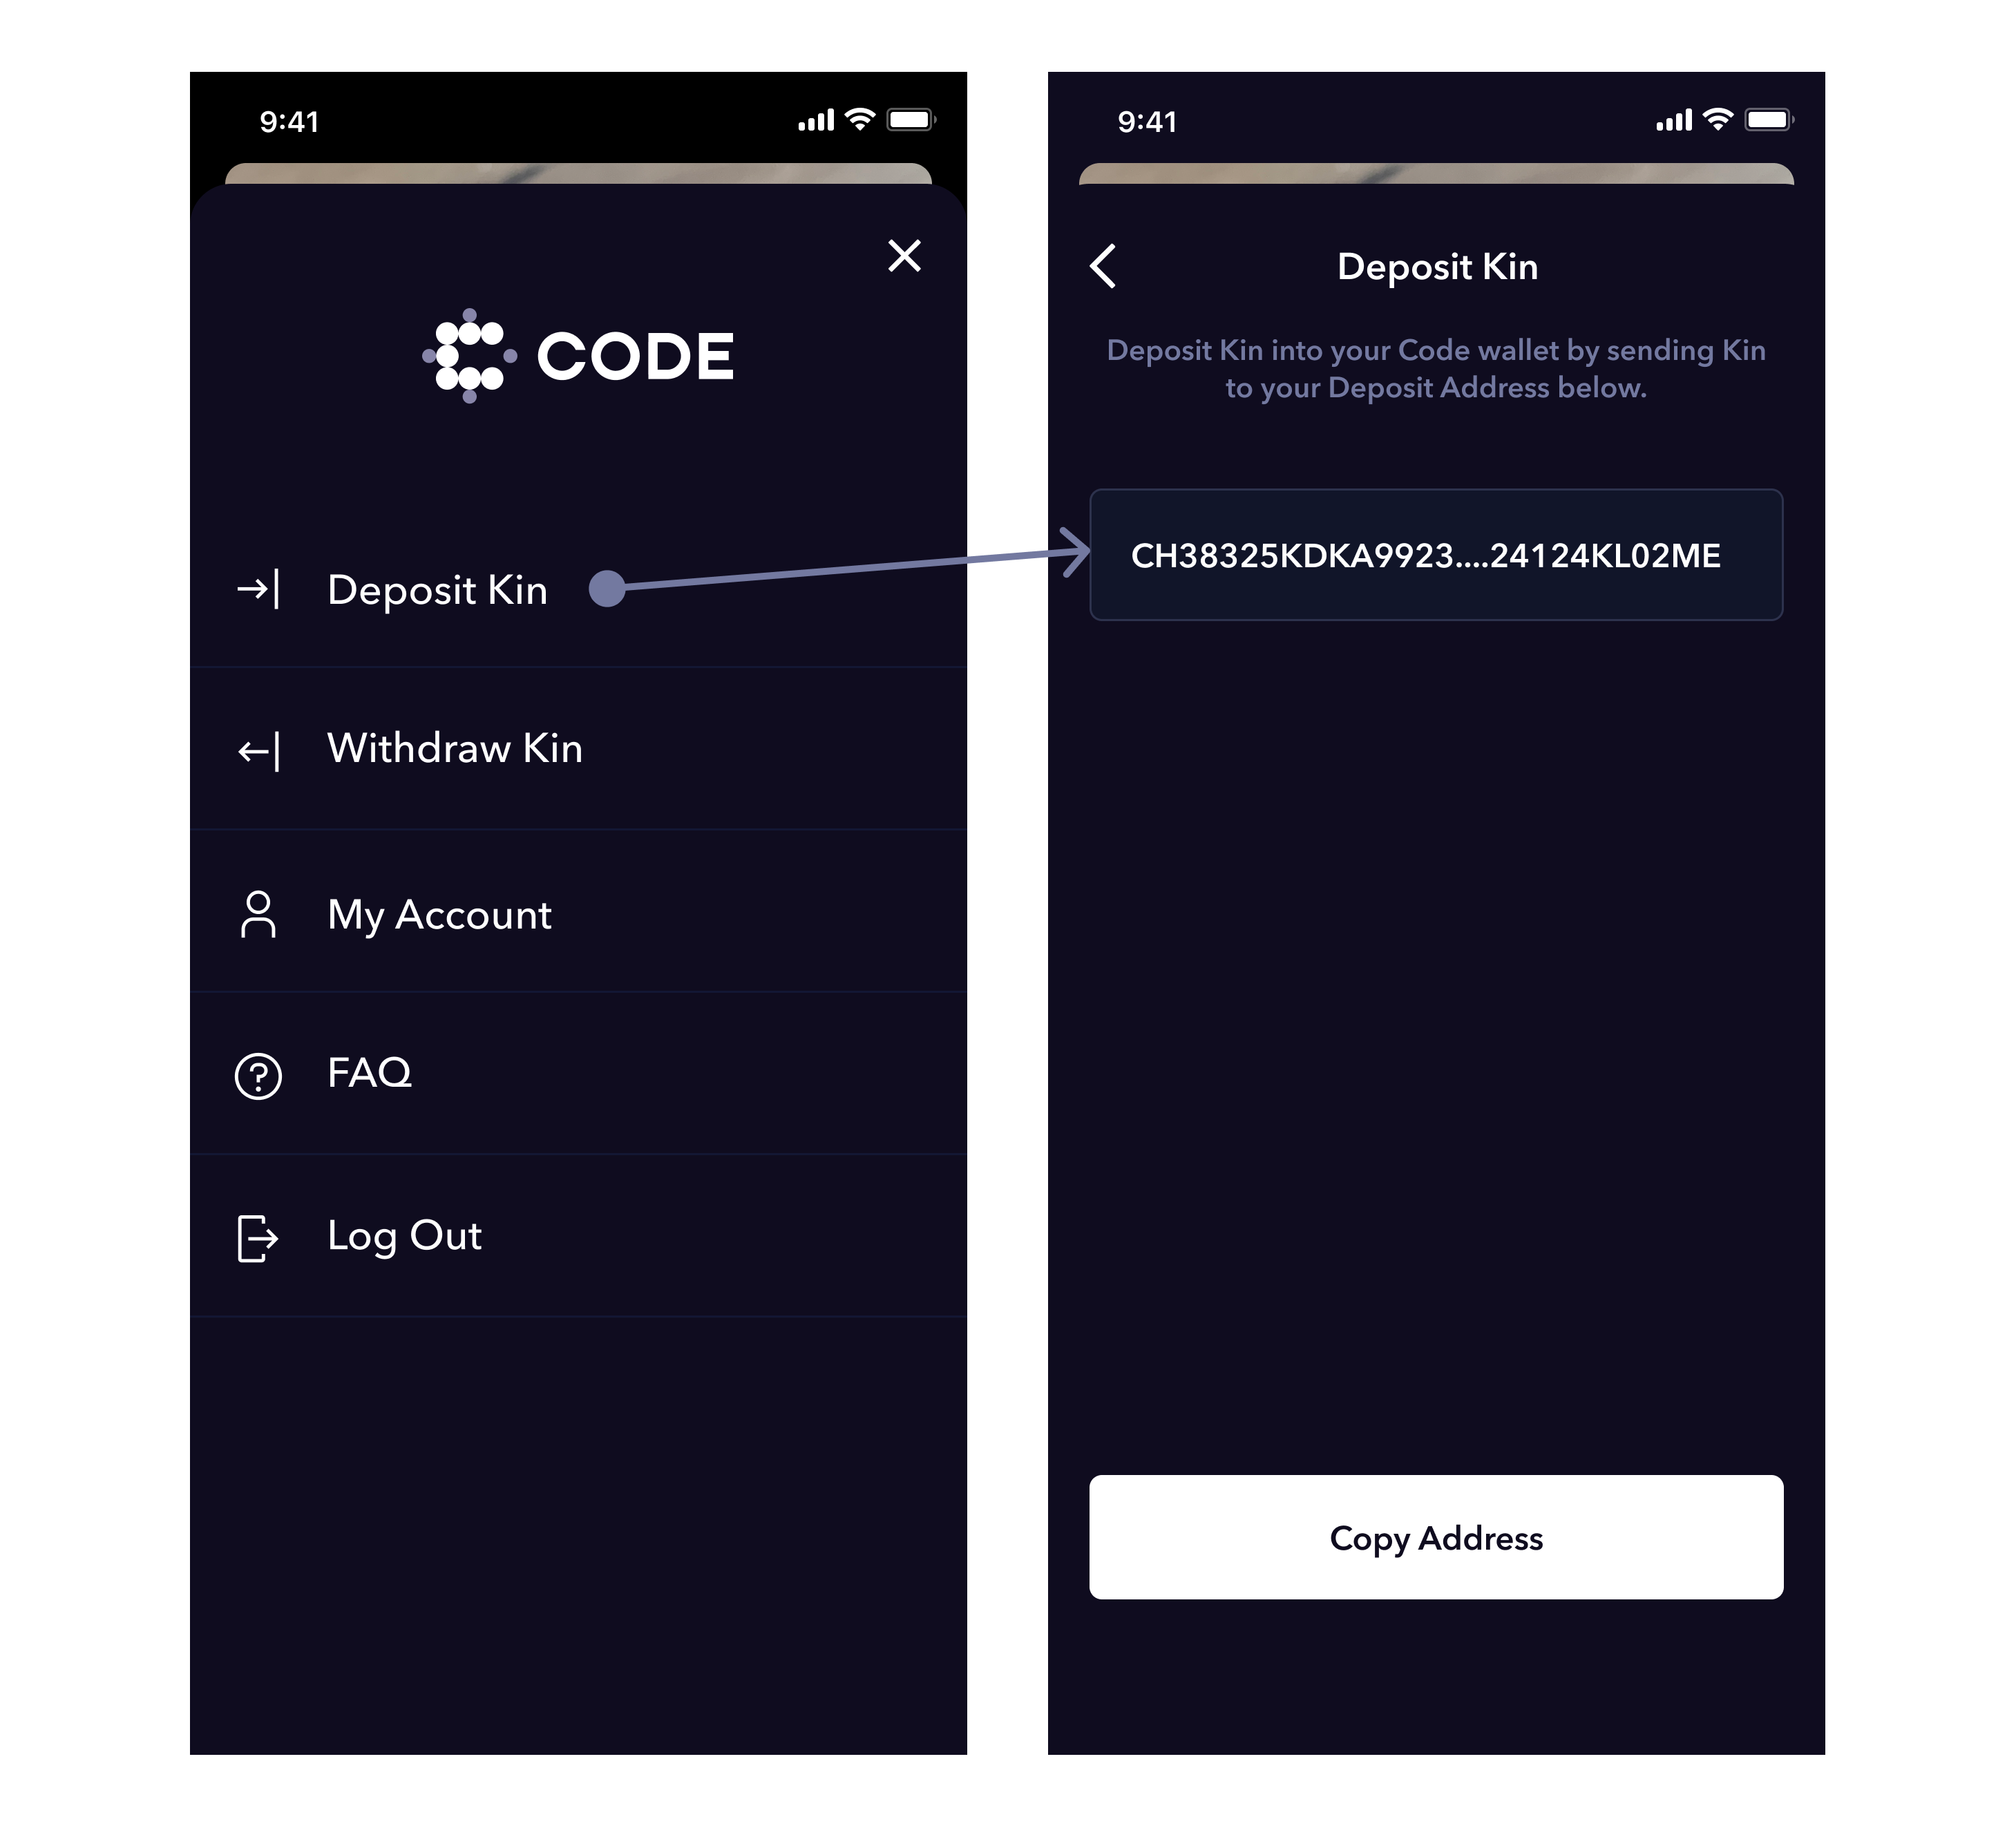 9:41
CODE
Deposit Kin
Withdraw Kin
My Account
FAQ
Log Out
9:41
Deposit Kin
Deposit Kin into your Code wallet by sending Kin
to your Deposit Address below.
CH38325KDKA9923....24124KL02ME
Copy Address